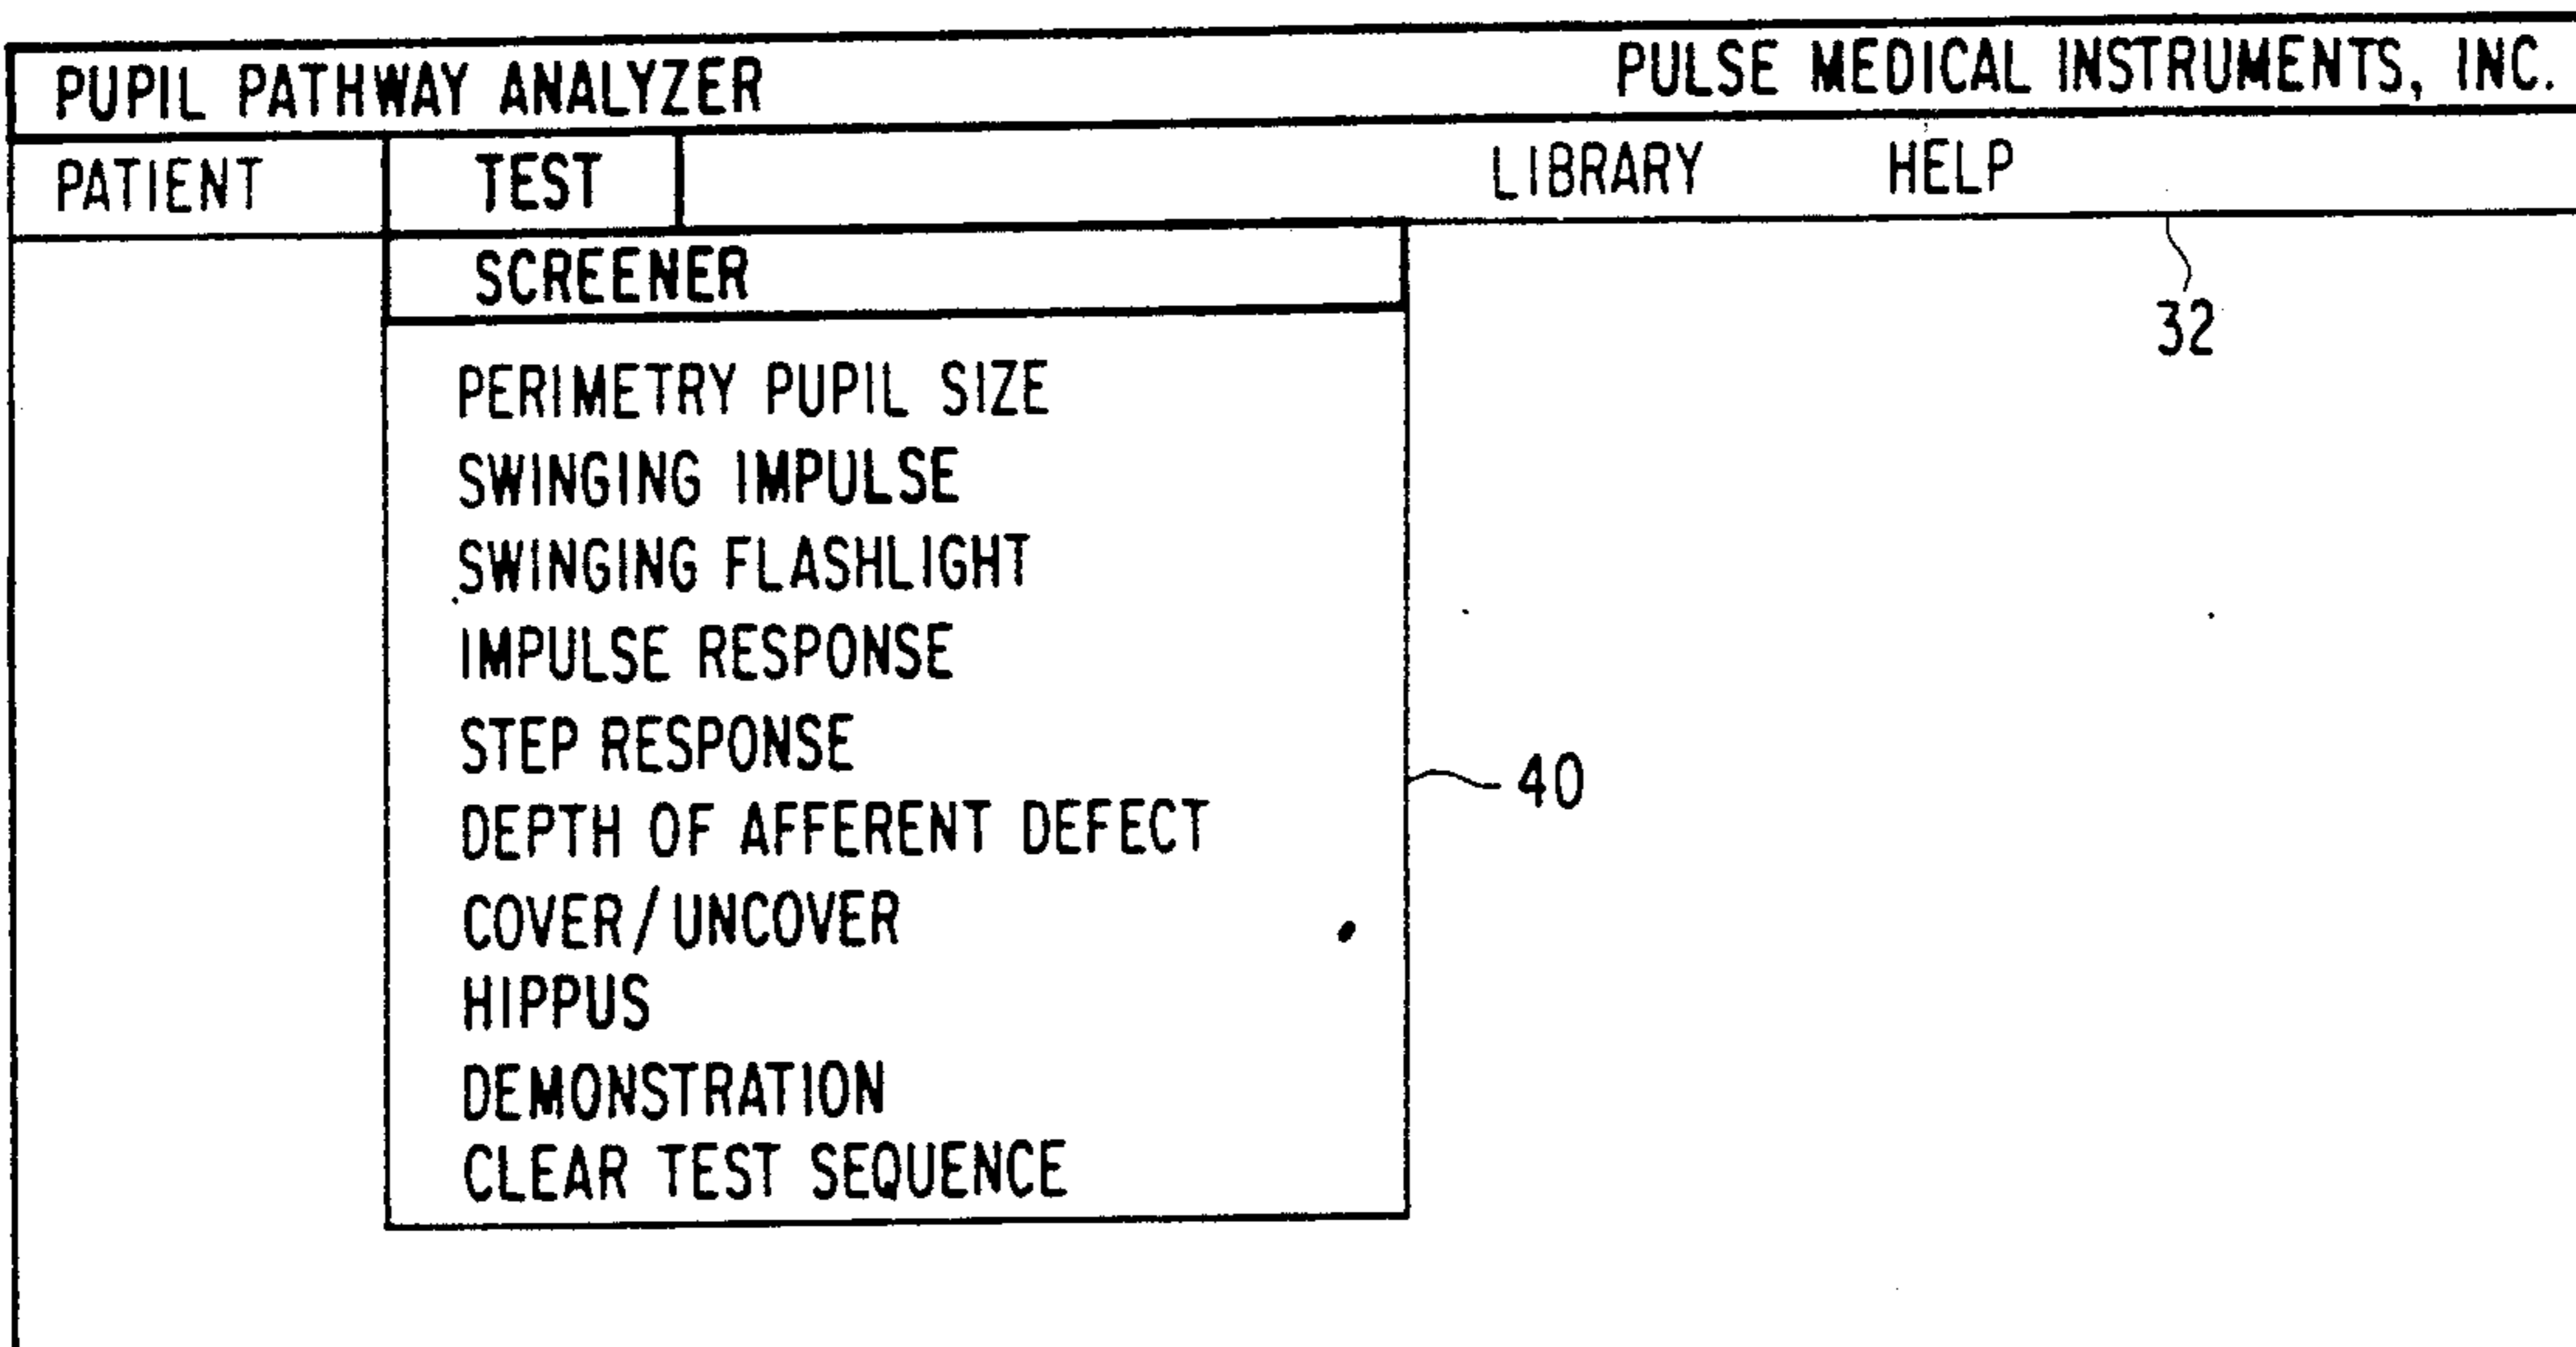 PUPIL PATHWAY ANALYZER PULSE MEDICAL INSTRUMENTS, INC.
PATIENT TEST LIBRARY HELP
SCREENER
32
PERIMETRY PUPIL SIZE
SWINGING IMPULSE
SWINGING FLASHLIGHT
IMPULSE RESPONSE
STEP RESPONSE
40
DEPTH OF AFFERENT DEFECT
COVER/UNCOVER
HIPPUS
DEMONSTRATION
CLEAR TEST SEQUENCE